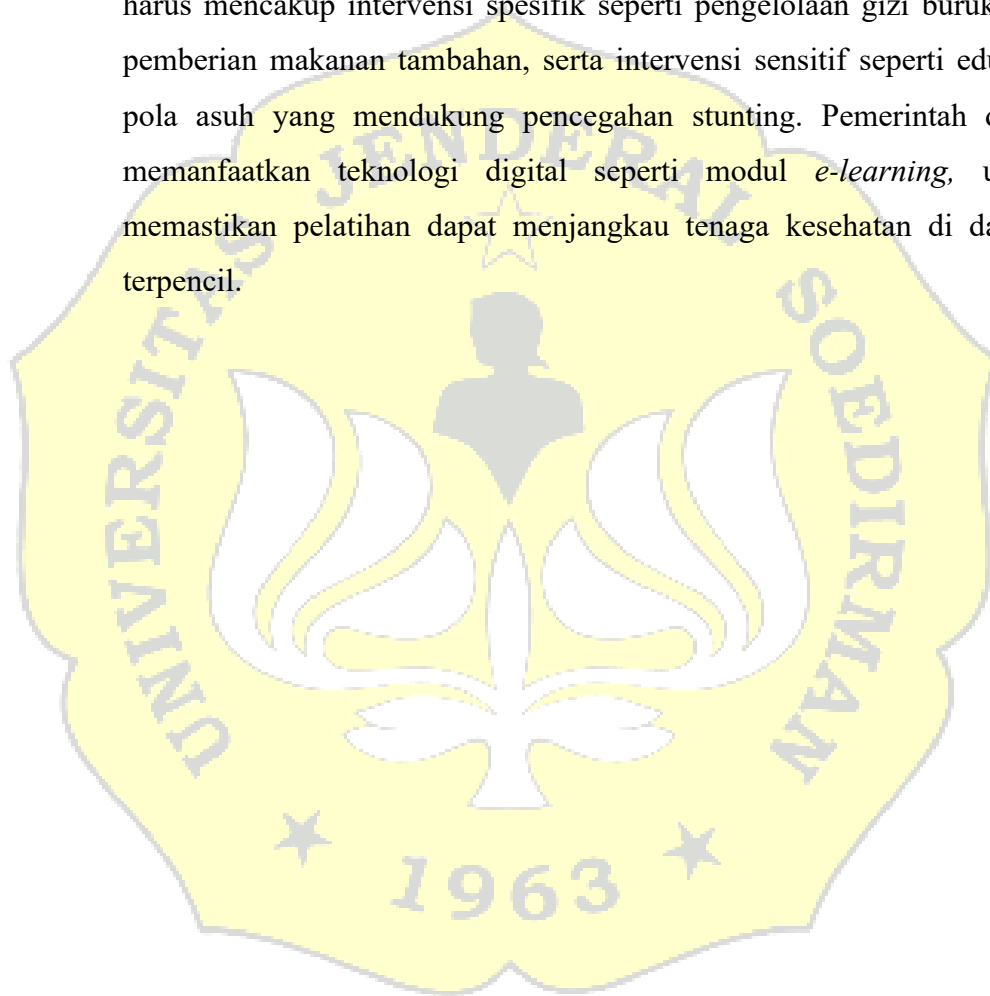 harus mencakup intervensi spesifik seperti pengelolaan gizi buruk
pemberian makanan tambahan, serta intervensi sensitif seperti edu
pola asuh yang mendukung pencegahan stunting. Pemerintah d
memanfaatkan teknologi digital seperti modul e-learning, u
memastikan pelatihan dapat menjangkau tenaga kesehatan di da
terpencil.
UNIVERSITAS JENDERAL SOEDIRMAN
1963